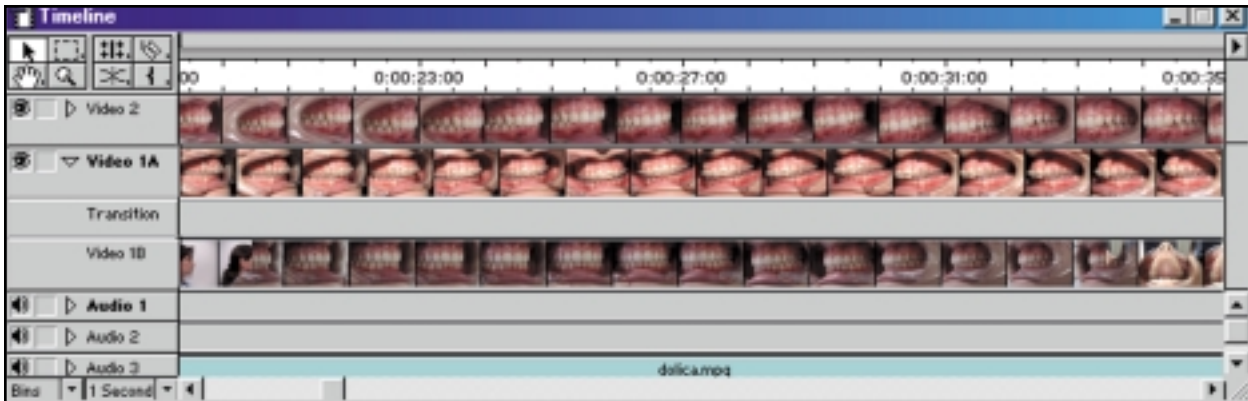 Timeline
00 0:00:23:00 0:00:27:00 0:00:31:00 0:00:35
Video 2
Video 1A
Transition
Video 1B
Audio 1
Audio 2
Audio 3 dolica.mpg
Bins 1 Second